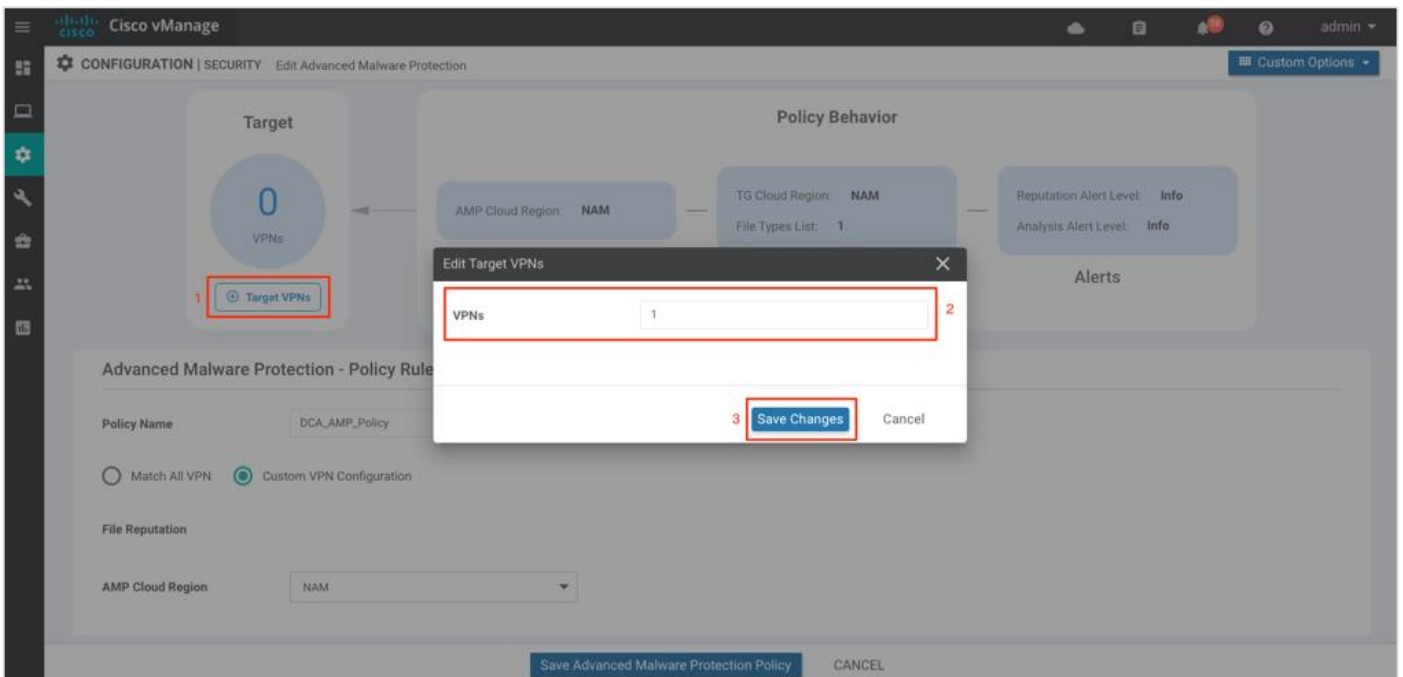 cisco Cisco vManage admin
CONFIGURATION | SECURITY Edit Advanced Malware Protection Custom Options
Target
Policy Behavior
0
VPNs
AMP Cloud Region: NAM
TG Cloud Region: NAM
File Types List: 1
Reputation Alert Level: Info
Analysis Alert Level: Info
Alerts
1 Target VPNs
Edit Target VPNs
VPNs 1 2
3 Save Changes Cancel
Advanced Malware Protection - Policy Rule
Policy Name DCA_AMP_Policy
Match All VPN Custom VPN Configuration
File Reputation
AMP Cloud Region NAM
Save Advanced Malware Protection Policy CANCEL